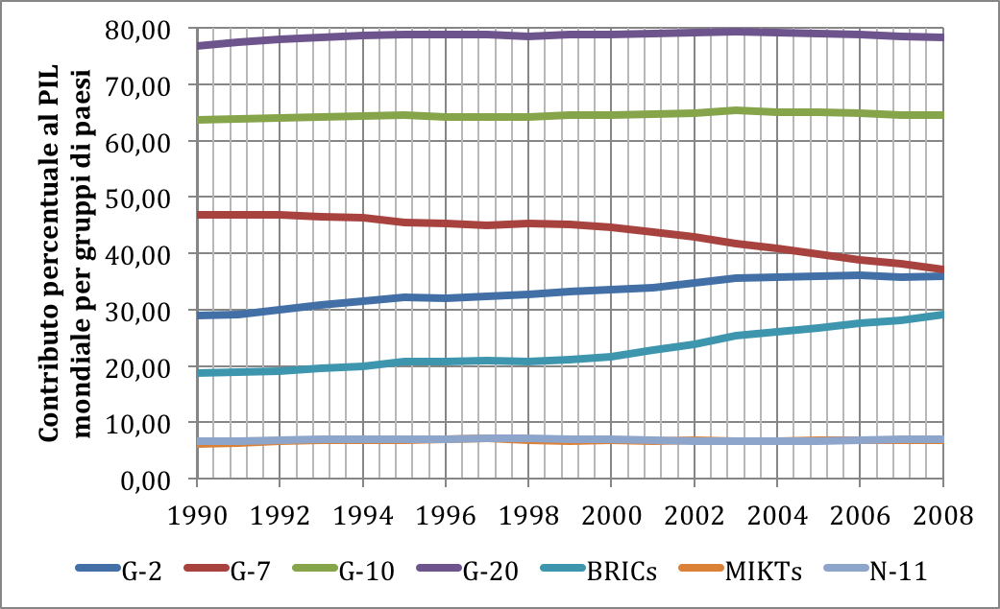 Contributo percentuale al PIL
mondiale per gruppi di paesi
80,00
70,00
60,00
50,00
40,00
30,00
20,00
10,00
0,00
1990 1992 1994 1996 1998 2000 2002 2004 2006 2008
G-2 G-7 G-10 G-20 BRICs MIKTs N-11